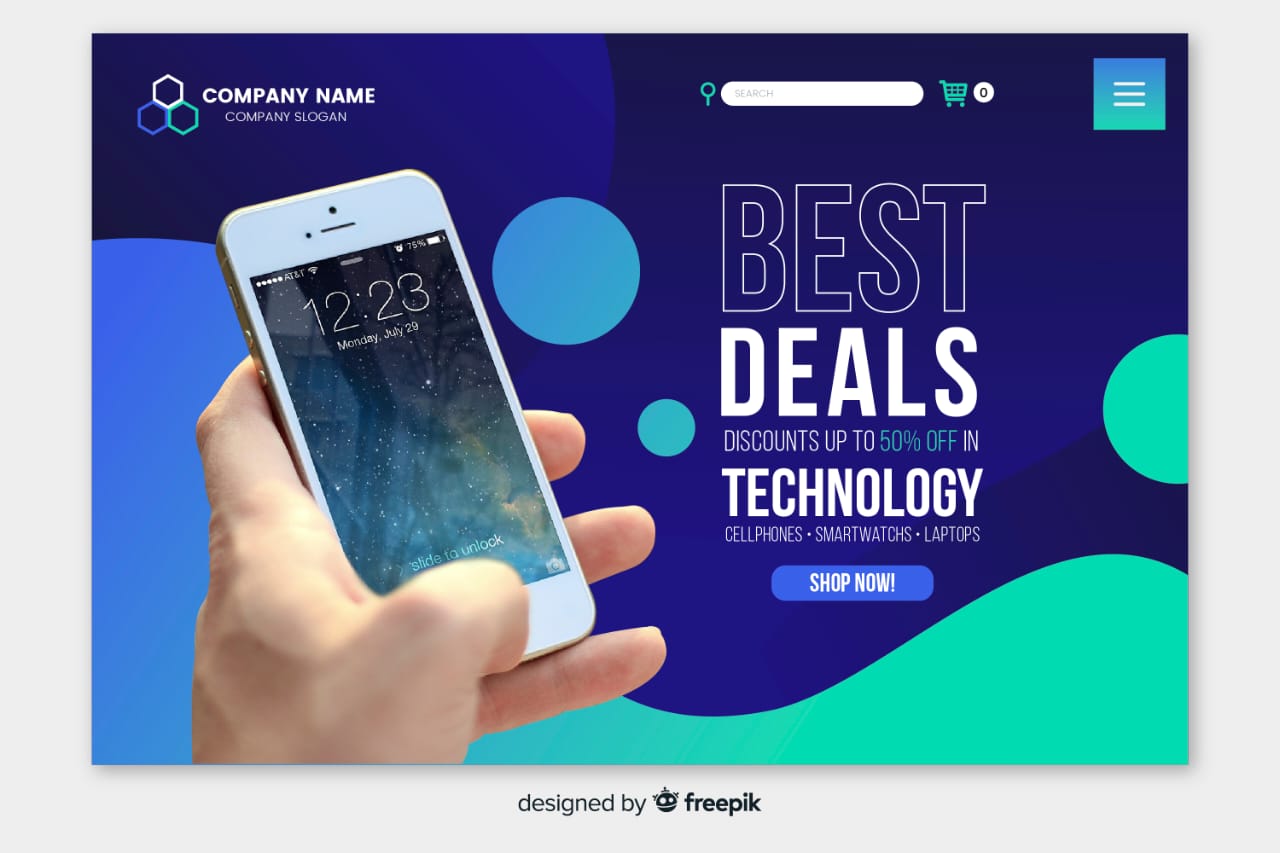 COMPANY NAME
COMPANY SLOGAN
SEARCH
0
AT&T 75%
12:23
Monday, July 29
slide to unlock
BEST
DEALS
DISCOUNTS UP TO 50% OFF IN
TECHNOLOGY
CELLPHONES • SMARTWATCHS • LAPTOPS
SHOP NOW!
designed by freepik